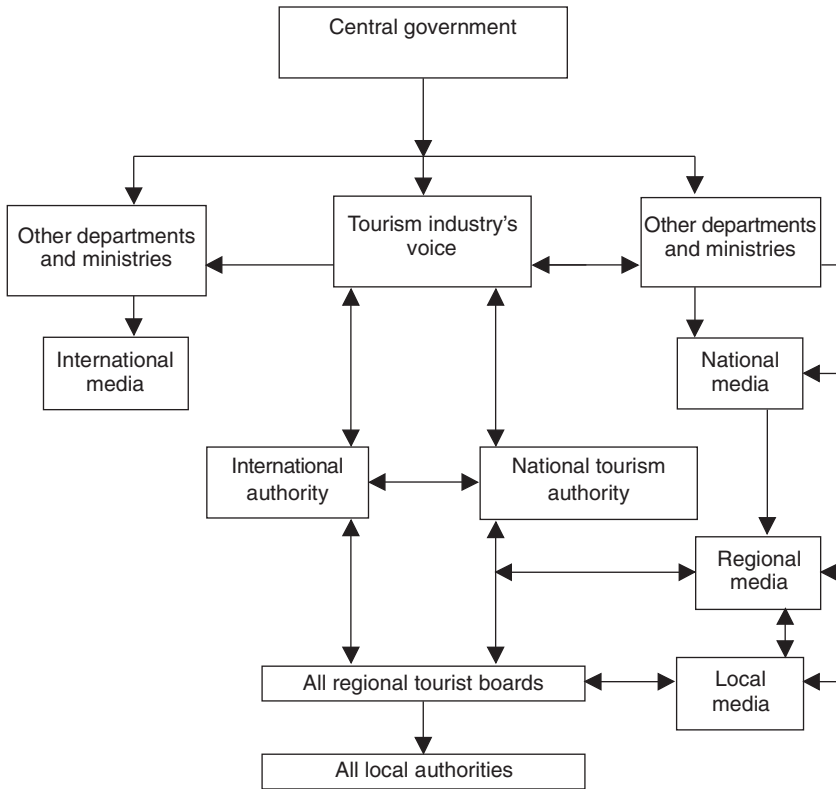 Central government
Other departments
and ministries
Tourism industry's
voice
Other departments
and ministries
International
media
National
media
International
authority
National tourism
authority
Regional
media
All regional tourist boards
Local
media
All local authorities